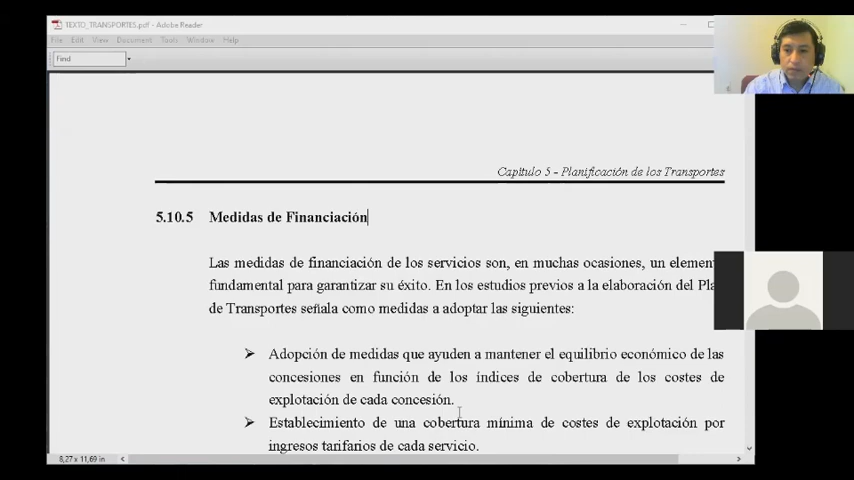 TEXTO_TRANSPORTES.pdf - Adobe Reader
File Edit View Document Tools Window Help
Find
Capítulo 5 - Planificación de los Transportes
5.10.5 Medidas de Financiación
Las medidas de financiación de los servicios son, en muchas ocasiones, un element
fundamental para garantizar su éxito. En los estudios previos a la elaboración del Pla
de Transportes señala como medidas a adoptar las siguientes:
➢ Adopción de medidas que ayuden a mantener el equilibrio económico de las
concesiones en función de los índices de cobertura de los costes de
explotación de cada concesión.
➢ Establecimiento de una cobertura mínima de costes de explotación por
ingresos tarifarios de cada servicio.
8,27 x 11,69 in